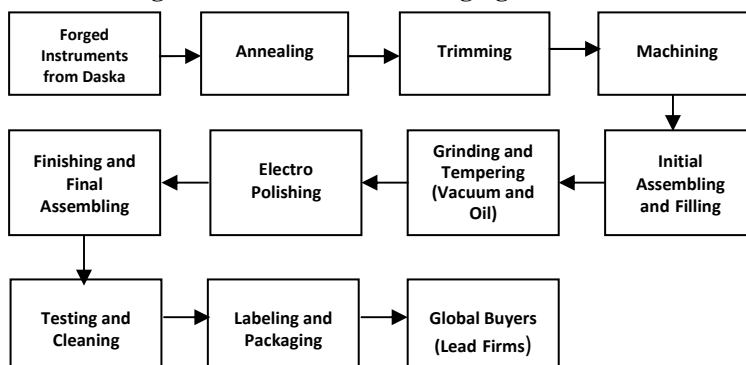 Forged
Instruments
from Daska
Annealing
Trimming
Machining
Finishing and
Final
Assembling
Electro
Polishing
Grinding and
Tempering
(Vacuum and
Oil)
Initial
Assembling
and Filling
Testing and
Cleaning
Labeling and
Packaging
Global Buyers
(Lead Firms)